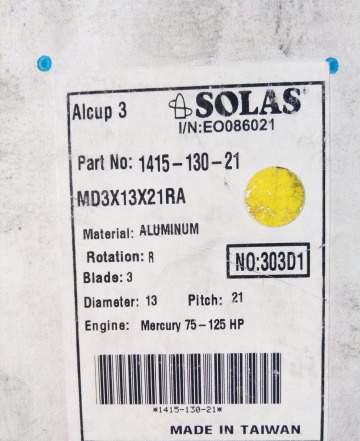 Alcup 3 SOLAS®
I/N:EO086021
Part No: 1415-130-21
MD3X13X21RA
Material: ALUMINUM
Rotation: R
NO:303D1
Blade: 3
Diameter: 13 Pitch: 21
Engine: Mercury 75-125 HP
*1415-130-21*
MADE IN TAIWAN